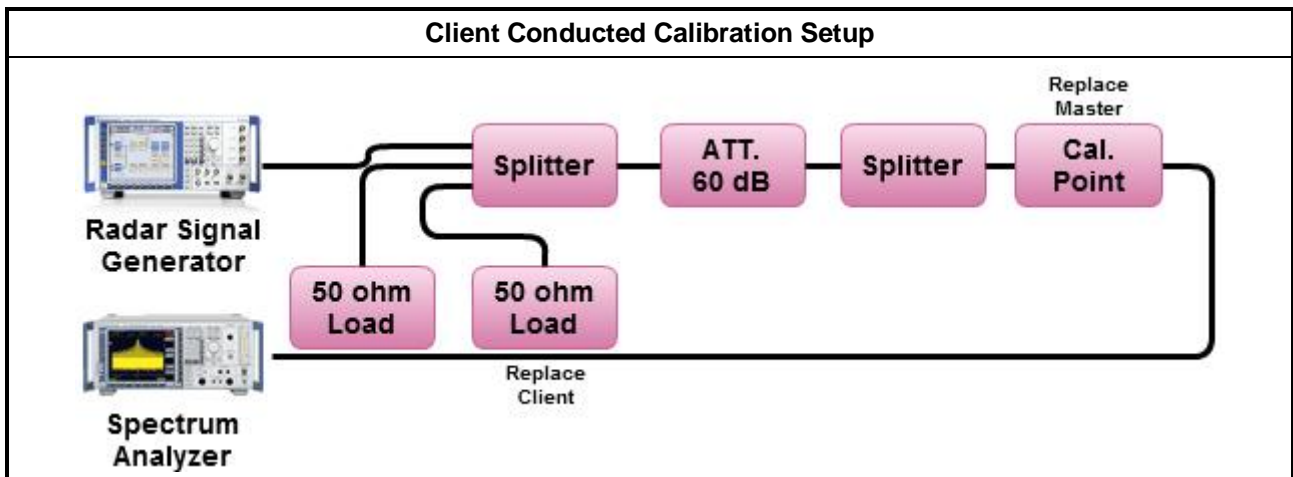 Client Conducted Calibration Setup
Replace
Master
Splitter
ATT.
60 dB
Splitter
Cal.
Point
Radar Signal
Generator
50 ohm
Load
50 ohm
Load
Replace
Client
Spectrum
Analyzer